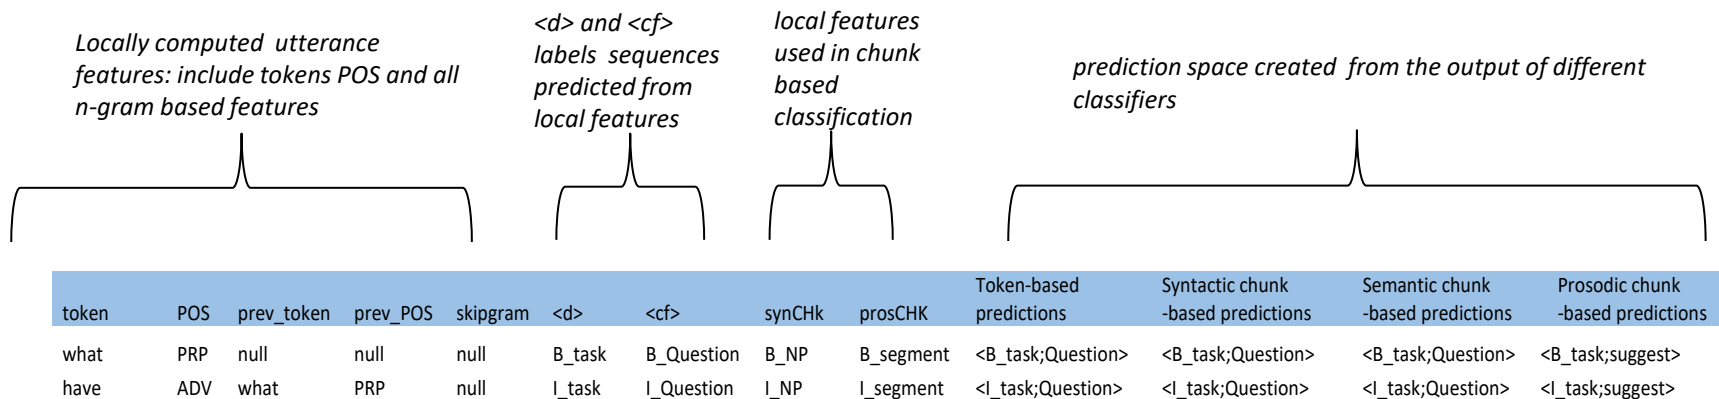 Locally computed utterance
features: include tokens POS and all
n-gram based features
<d> and <cf>
labels sequences
predicted from
local features
local features
used in chunk
based
classification
prediction space created from the output of different
classifiers
token POS prev_token prev_POS skipgram <d> <cf> synCHk prosCHK Token-based predictions Syntactic chunk -based predictions Semantic chunk -based predictions Prosodic chunk -based predictions
what PRP null null null B_task B_Question B_NP B_segment <B_task;Question> <B_task;Question> <B_task;Question> <B_task;suggest>
have ADV what PRP null I_task I_Question I_NP I_segment <I_task;Question> <I_task;Question> <I_task;Question> <I_task;suggest>